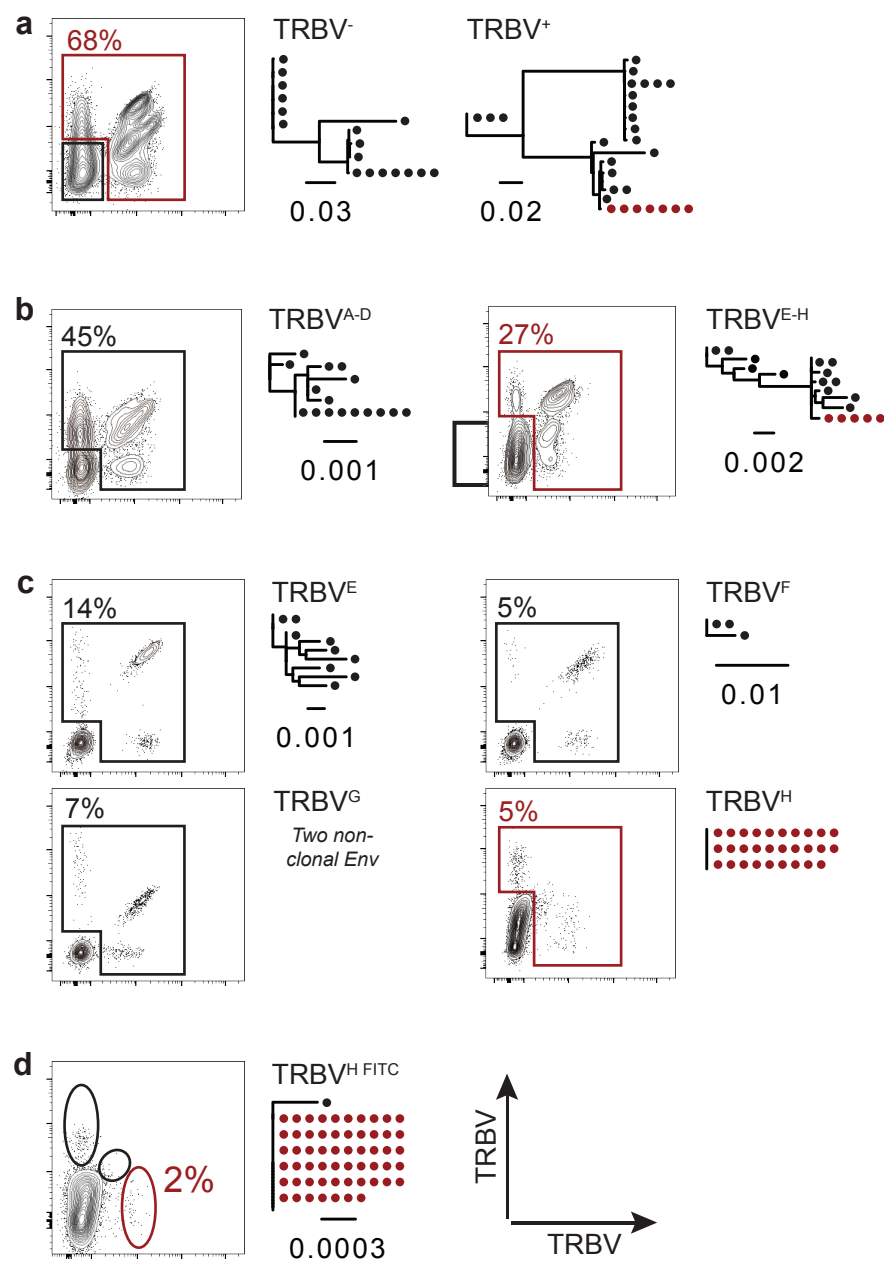 a
68%
TRBV-
TRBV+
0.03
0.02
b
45%
TRBVA-D
27%
TRBVE-H
0.001
0.002
c
14%
TRBVE
5%
TRBVF
0.001
0.01
7%
TRBVG
Two non-
clonal Env
5%
TRBVH
d
TRBVH FITC
2%
0.0003
TRBV
TRBV